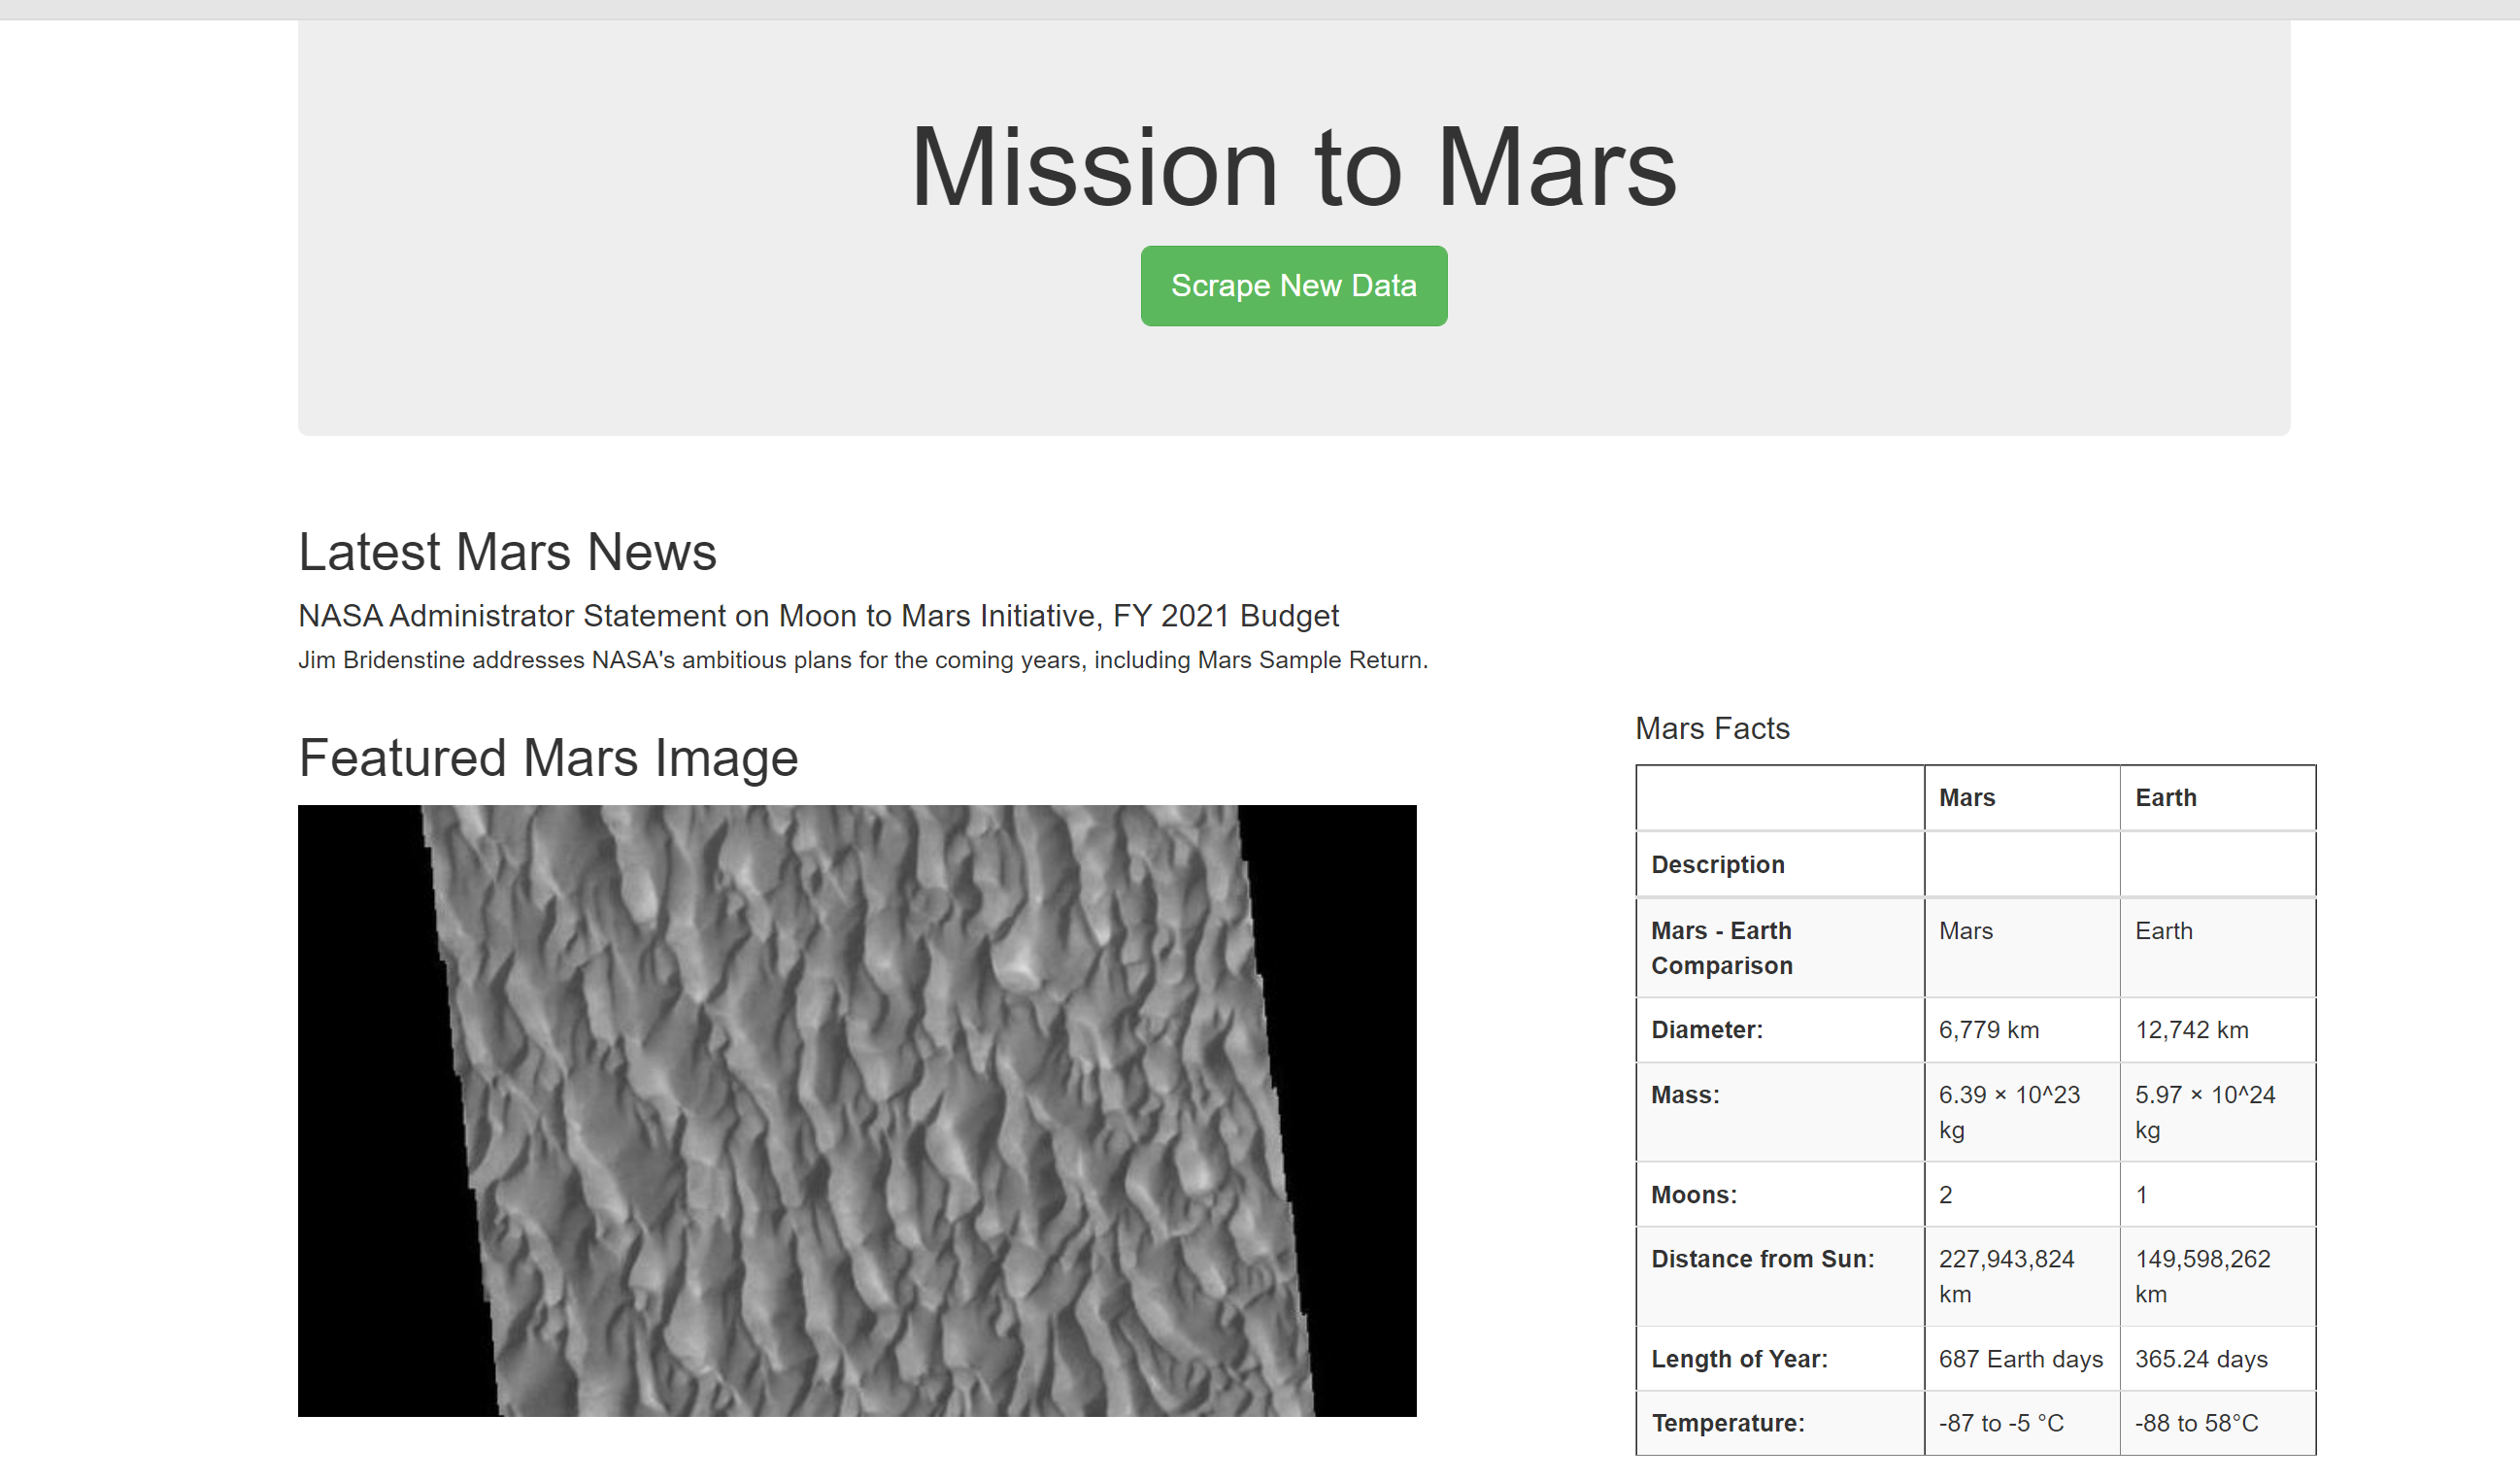 Mission to Mars
Scrape New Data
Latest Mars News
NASA Administrator Statement on Moon to Mars Initiative, FY 2021 Budget
Jim Bridenstine addresses NASA's ambitious plans for the coming years, including Mars Sample Return.
Featured Mars Image
Mars Facts
Mars Earth
Description
Mars - Earth Comparison Mars Earth
Diameter: 6,779 km 12,742 km
Mass: 6.39 × 10^23 kg 5.97 × 10^24 kg
Moons: 2 1
Distance from Sun: 227,943,824 km 149,598,262 km
Length of Year: 687 Earth days 365.24 days
Temperature: -87 to -5 °C -88 to 58°C